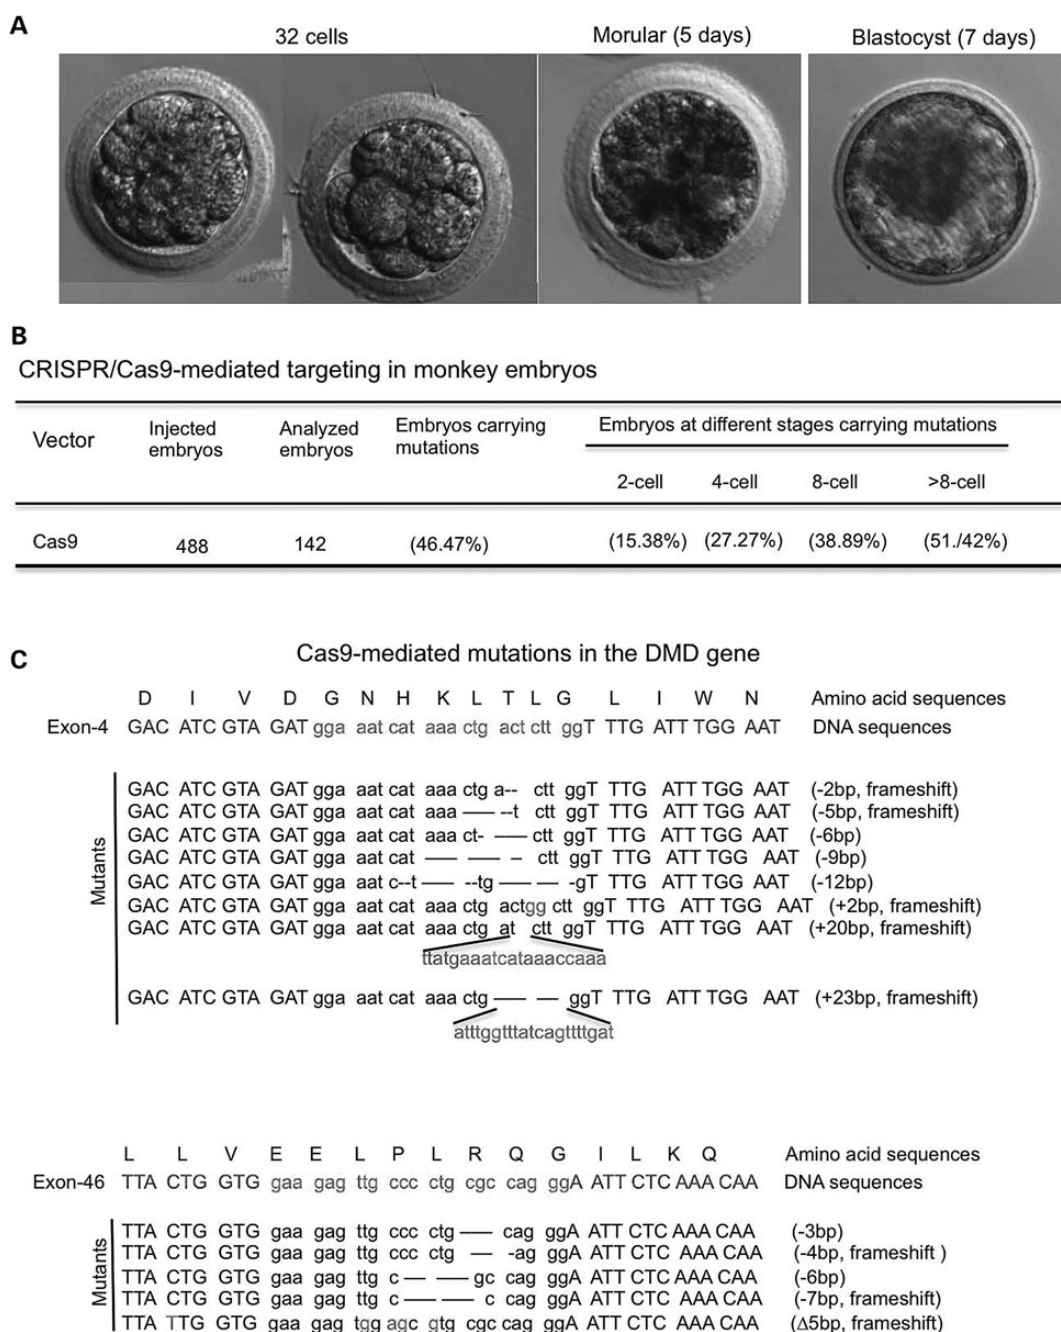 A
32 cells
Morular (5 days)
Blastocyst (7 days)
B
CRISPR/Cas9-mediated targeting in monkey embryos
Vector
Injected
embryos
Analyzed
embryos
Embryos carrying
mutations
Embryos at different stages carrying mutations
2-cell 4-cell 8-cell >8-cell
Cas9 488 142 (46.47%) (15.38%) (27.27%) (38.89%) (51./42%)
C
Cas9-mediated mutations in the DMD gene
D I V D G N H K L T L G L I W N Amino acid sequences
Exon-4 GAC ATC GTA GAT gga aat cat aaa ctg act ctt ggT TTG ATT TGG AAT DNA sequences
Mutants
GAC ATC GTA GAT gga aat cat aaa ctg a-- ctt ggT TTG ATT TGG AAT (-2bp, frameshift)
GAC ATC GTA GAT gga aat cat aaa —— --t ctt ggT TTG ATT TGG AAT (-5bp, frameshift)
GAC ATC GTA GAT gga aat cat aaa ct- —— ctt ggT TTG ATT TGG AAT (-6bp)
GAC ATC GTA GAT gga aat cat —— —— – ctt ggT TTG ATT TGG AAT (-9bp)
GAC ATC GTA GAT gga aat c--t —— --tg —— — -gT TTG ATT TGG AAT (-12bp)
GAC ATC GTA GAT gga aat cat aaa ctg actgg ctt ggT TTG ATT TGG AAT (+2bp, frameshift)
GAC ATC GTA GAT gga aat cat aaa ctg at ctt ggT TTG ATT TGG AAT (+20bp, frameshift)
ttatgaaatcataaaccaaa
GAC ATC GTA GAT gga aat cat aaa ctg —— — ggT TTG ATT TGG AAT (+23bp, frameshift)
atttggtttatcagttttgat
L L V E E L P L R Q G I L K Q Amino acid sequences
Exon-46 TTA CTG GTG gaa gag ttg ccc ctg cgc cag ggA ATT CTC AAA CAA DNA sequences
Mutants
TTA CTG GTG gaa gag ttg ccc ctg —— cag ggA ATT CTC AAA CAA (-3bp)
TTA CTG GTG gaa gag ttg ccc ctg — -ag ggA ATT CTC AAA CAA (-4bp, frameshift )
TTA CTG GTG gaa gag ttg c— ——gc cag ggA ATT CTC AAA CAA (-6bp)
TTA CTG GTG gaa gag ttg c— —— c cag ggA ATT CTC AAA CAA (-7bp, frameshift)
TTA TTG GTG gaa gag tgg agc gtg cgc cag ggA ATT CTC AAA CAA (Δ5bp, frameshift)